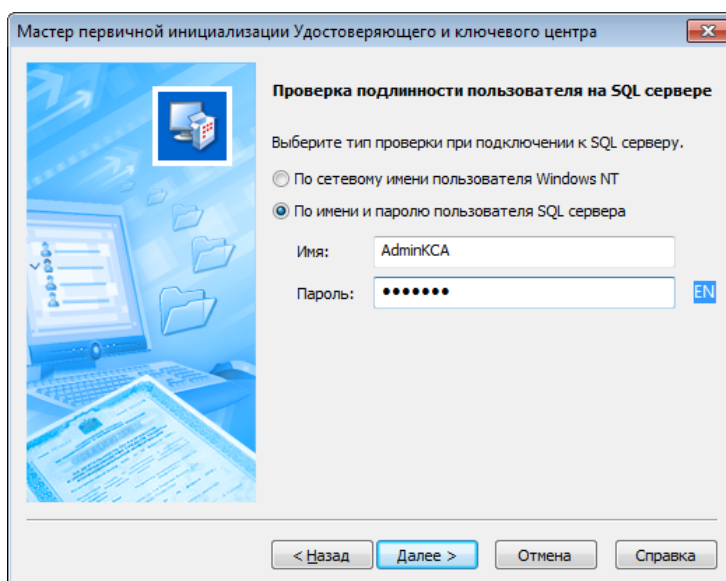 Мастер первичной инициализации Удостоверяющего и ключевого центра
Проверка подлинности пользователя на SQL сервере
Выберите тип проверки при подключении к SQL серверу.
По сетевому имени пользователя Windows NT
По имени и паролю пользователя SQL сервера
Имя: AdminKCA
Пароль: ••••••• EN
< Назад Далее > Отмена Справка